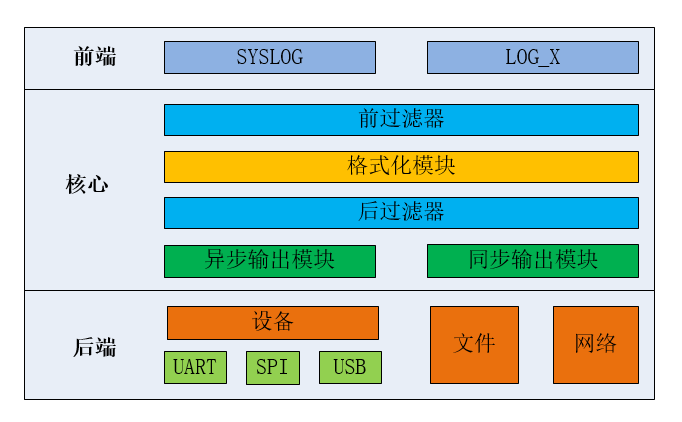 前端
SYSLOG
LOG_X
核心
前过滤器
格式化模块
后过滤器
异步输出模块
同步输出模块
后端
设备
UART
SPI
USB
文件
网络